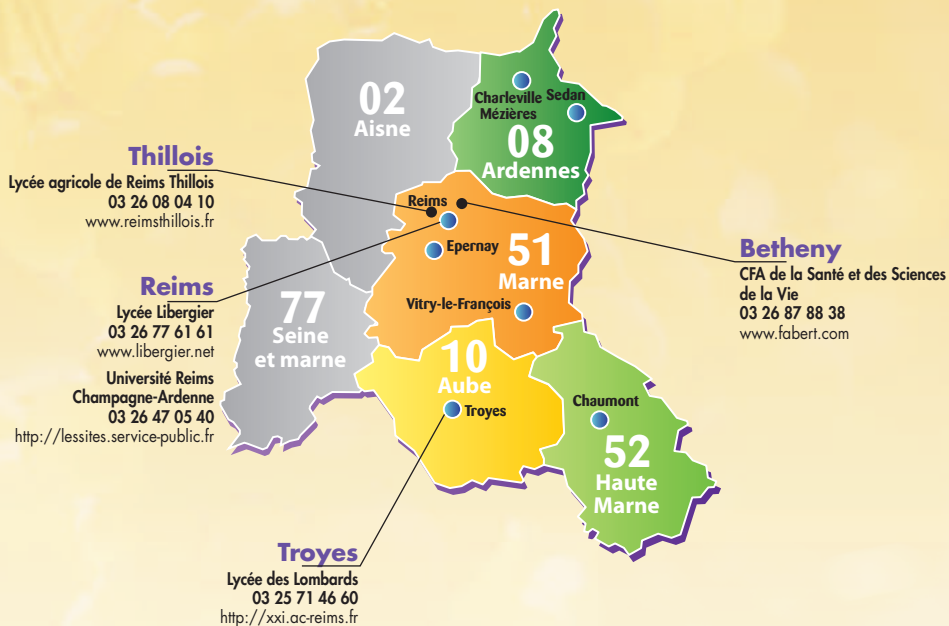 02
Aisne
Charleville
Mézières
Sedan
08
Ardennes
Thillois
Lycée agricole de Reims Thillois
03 26 08 04 10
www.reimsthillois.fr
Reims
Epernay
51
Marne
Vitry-le-François
Betheny
CFA de la Santé et des Sciences
de la Vie
03 26 87 88 38
www.fabert.com
Reims
Lycée Libergier
03 26 77 61 61
www.libergier.net
Université Reims
Champagne-Ardenne
03 26 47 05 40
http://lessites.service-public.fr
77
Seine
et marne
10
Aube
Troyes
Chaumont
52
Haute
Marne
Troyes
Lycée des Lombards
03 25 71 46 60
http://xxi.ac-reims.fr